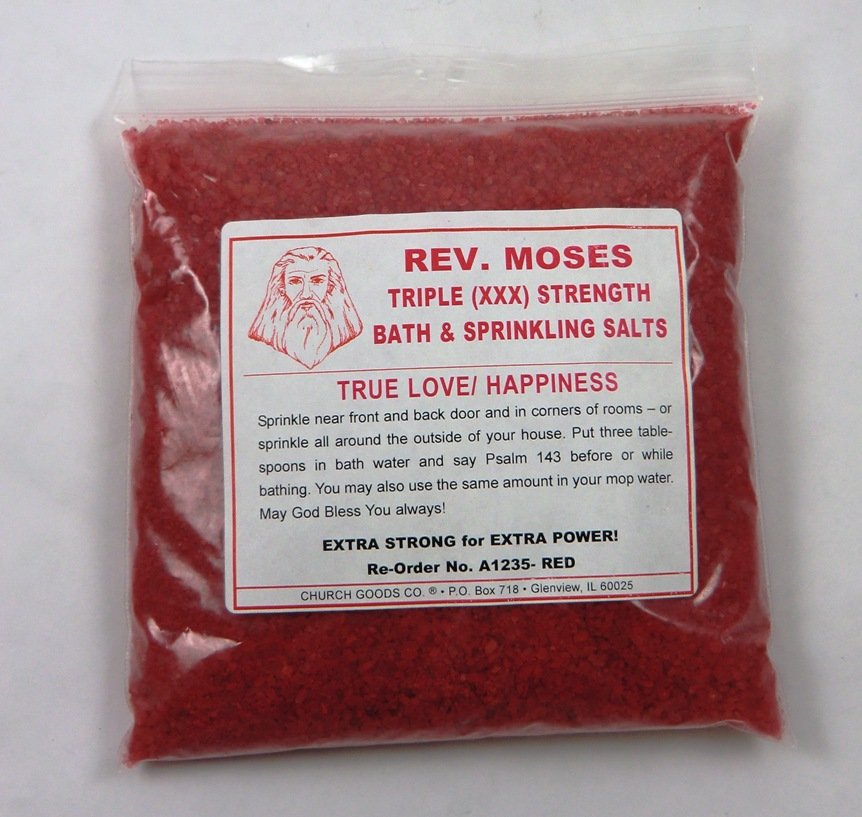 REV. MOSES
TRIPLE (XXX) STRENGTH
BATH & SPRINKLING SALTS
TRUE LOVE/ HAPPINESS
Sprinkle near front and back door and in corners of rooms – or
sprinkle all around the outside of your house. Put three table-
spoons in bath water and say Psalm 143 before or while
bathing. You may also use the same amount in your mop water.
May God Bless You always!
EXTRA STRONG for EXTRA POWER!
Re-Order No. A1235- RED
CHURCH GOODS CO. ® • P.O. Box 718 • Glenview, IL 60025